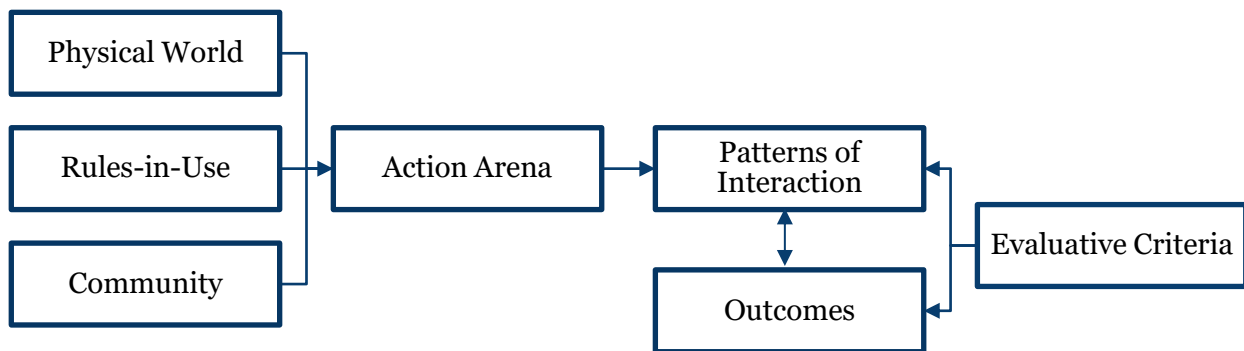 Physical World
Rules-in-Use
Community
Action Arena
Patterns of
Interaction
Outcomes
Evaluative Criteria